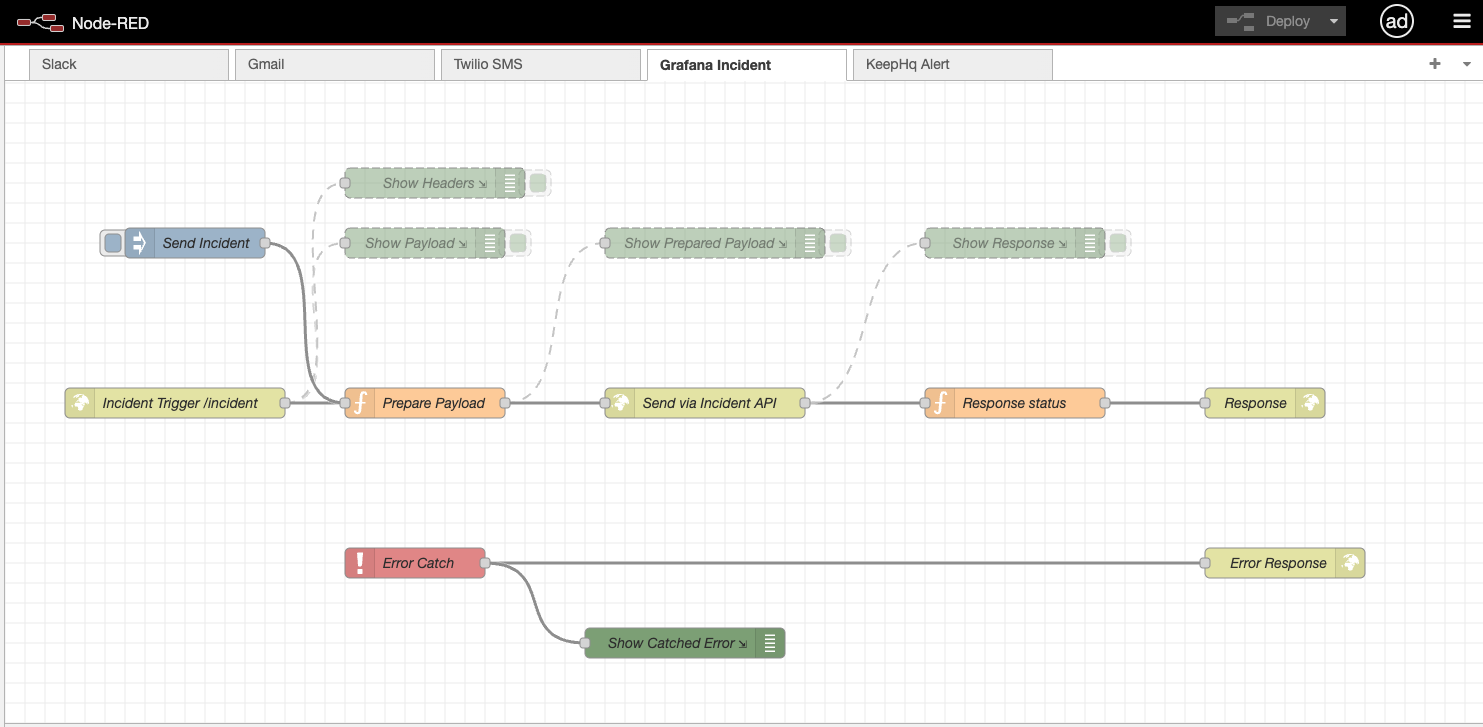 Node-RED
Deploy
ad
Slack
Gmail
Twilio SMS
Grafana Incident
KeepHq Alert
Show Headers
Send Incident
Show Payload
Show Prepared Payload
Show Response
Incident Trigger /incident
Prepare Payload
Send via Incident API
Response status
Response
Error Catch
Error Response
Show Catched Error